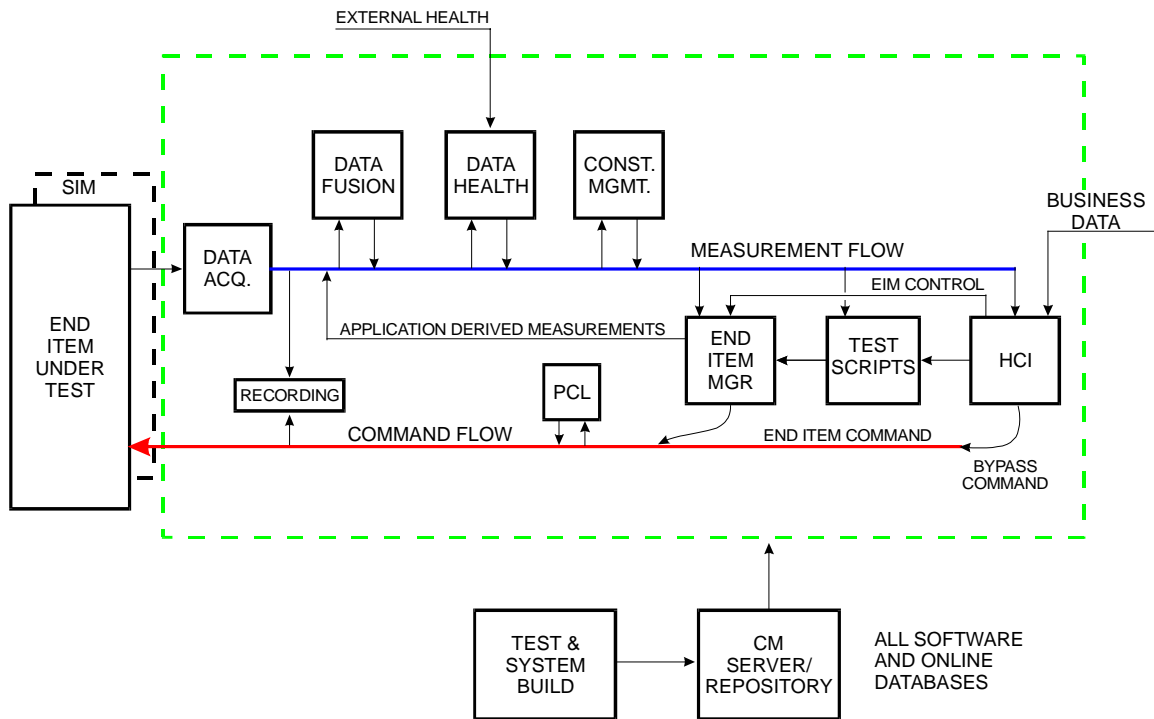 EXTERNAL HEALTH
DATA
FUSION
DATA
HEALTH
CONST.
MGMT.
SIM
BUSINESS
DATA
DATA
ACQ.
MEASUREMENT FLOW
EIM CONTROL
END
ITEM
UNDER
TEST
APPLICATION DERIVED MEASUREMENTS
END
ITEM
MGR
TEST
SCRIPTS
HCI
RECORDING
PCL
COMMAND FLOW
END ITEM COMMAND
BYPASS
COMMAND
TEST &
SYSTEM
BUILD
CM
SERVER/
REPOSITORY
ALL SOFTWARE
AND ONLINE
DATABASES